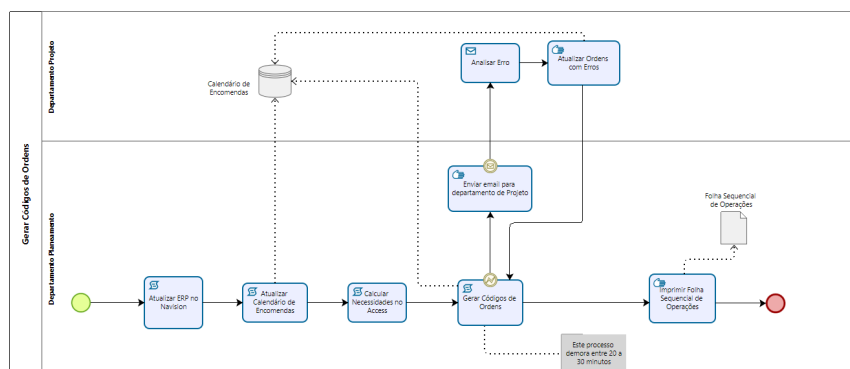 Gerar Códigos de Ordens
Departamento Projeto
Calendário de
Encomendas
Analisar Erro
Atualizar Ordens
com Erros
Departamento Planeamento
Enviar email para
departamento de Projeto
Folha Sequencial
de Operações
Atualizar ERP no
Navision
Atualizar
Calendário de
Encomendas
Calcular
Necessidades no
Access
Gerar Códigos de
Ordens
Imprimir Folha
Sequencial de
Operações
Este processo
demora entre 20 a
30 minutos